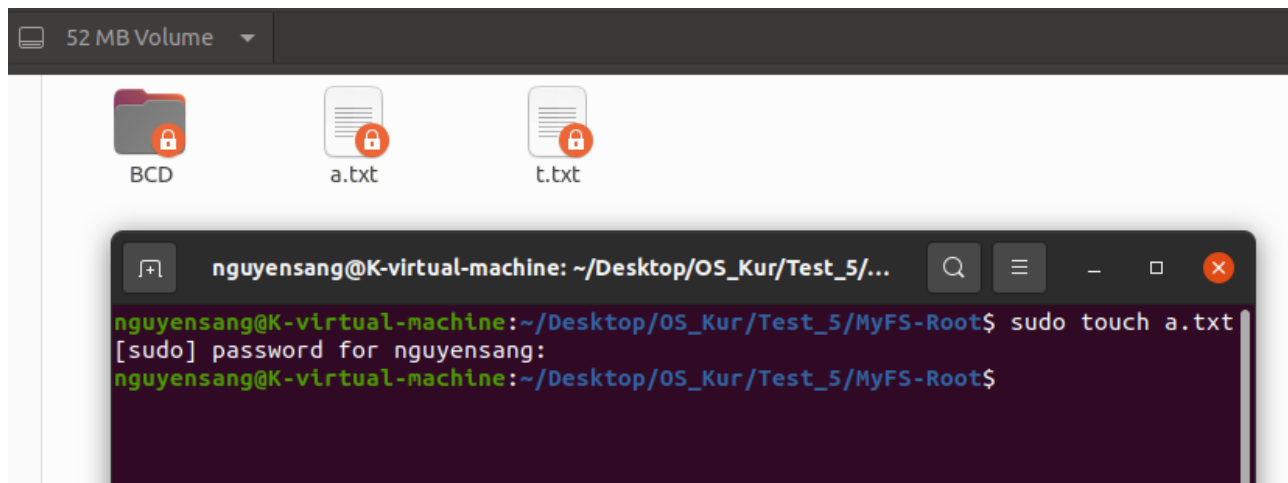 52 MB Volume
BCD
a.txt
t.txt
nguyensang@K-virtual-machine: ~/Desktop/OS_Kur/Test_5/...
nguyensang@K-virtual-machine:~/Desktop/OS_Kur/Test_5/MyFS-Root$ sudo touch a.txt
[sudo] password for nguyensang:
nguyensang@K-virtual-machine:~/Desktop/OS_Kur/Test_5/MyFS-Root$